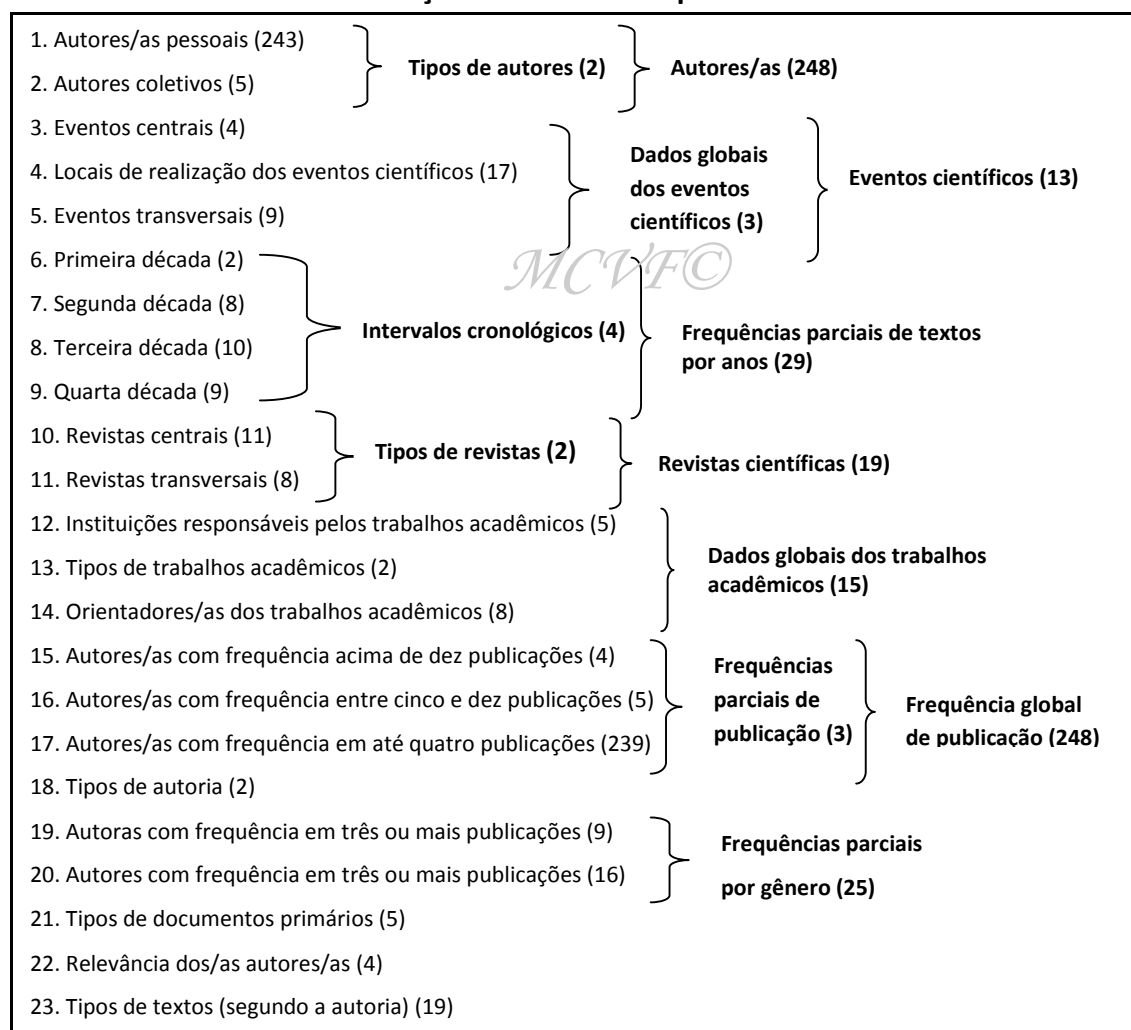 1. Autores/as pessoais (243)
2. Autores coletivos (5)
Tipos de autores (2)
Autores/as (248)
3. Eventos centrais (4)
4. Locais de realização dos eventos científicos (17)
5. Eventos transversais (9)
Dados globais
dos eventos
científicos (3)
Eventos científicos (13)
MCVF©
6. Primeira década (2)
7. Segunda década (8)
8. Terceira década (10)
9. Quarta década (9)
Intervalos cronológicos (4)
Frequências parciais de textos
por anos (29)
10. Revistas centrais (11)
11. Revistas transversais (8)
Tipos de revistas (2)
Revistas científicas (19)
12. Instituições responsáveis pelos trabalhos acadêmicos (5)
13. Tipos de trabalhos acadêmicos (2)
14. Orientadores/as dos trabalhos acadêmicos (8)
Dados globais dos trabalhos
acadêmicos (15)
15. Autores/as com frequência acima de dez publicações (4)
16. Autores/as com frequência entre cinco e dez publicações (5)
17. Autores/as com frequência em até quatro publicações (239)
Frequências
parciais de
publicação (3)
Frequência global
de publicação (248)
18. Tipos de autoria (2)
19. Autoras com frequência em três ou mais publicações (9)
20. Autores com frequência em três ou mais publicações (16)
Frequências parciais
por gênero (25)
21. Tipos de documentos primários (5)
22. Relevância dos/as autores/as (4)
23. Tipos de textos (segundo a autoria) (19)